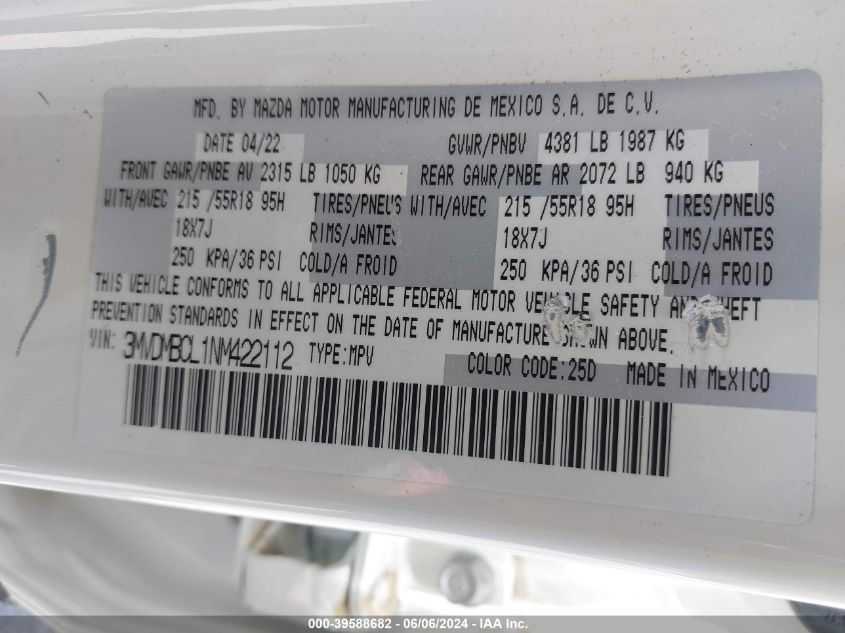 MFD. BY MAZDA MOTOR MANUFACTURING DE MEXICO S.A. DE C.V.
DATE 04/22 GVWR/PNBV 4381 LB 1987 KG
FRONT GAWR/PNBE AV 2315 LB 1050 KG REAR GAWR/PNBE AR 2072 LB 940 KG
WITH/AVEC 215 /55R18 95H TIRES/PNEUS WITH/AVEC 215 /55R18 95H TIRES/PNEUS
18X7J RIMS/JANTES 18X7J RIMS/JANTES
250 KPA/36 PSI COLD/A FROID 250 KPA/36 PSI COLD/A FROID
THIS VEHICLE CONFORMS TO ALL APPLICABLE FEDERAL MOTOR VEHICLE SAFETY AND THEFT
PREVENTION STANDARDS IN EFFECT ON THE DATE OF MANUFACTURE SHOWN ABOVE.
VIN: 3MVDMBCL1NM422112 TYPE:MPV
COLOR CODE:25D MADE IN MEXICO
000-39588682 - 06/06/2024 - IAA Inc.